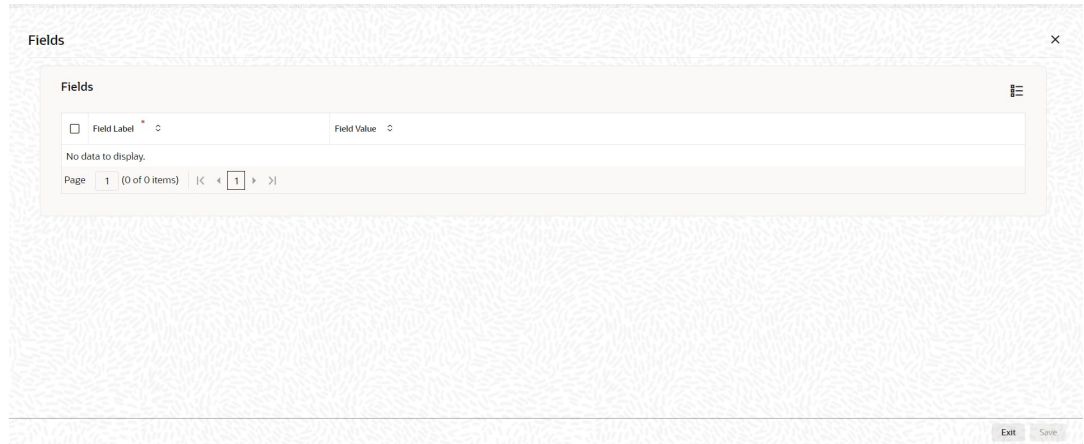 Fields
Fields
Field Label * Field Value
No data to display.
Page 1 (0 of 0 items) 1
Exit Save